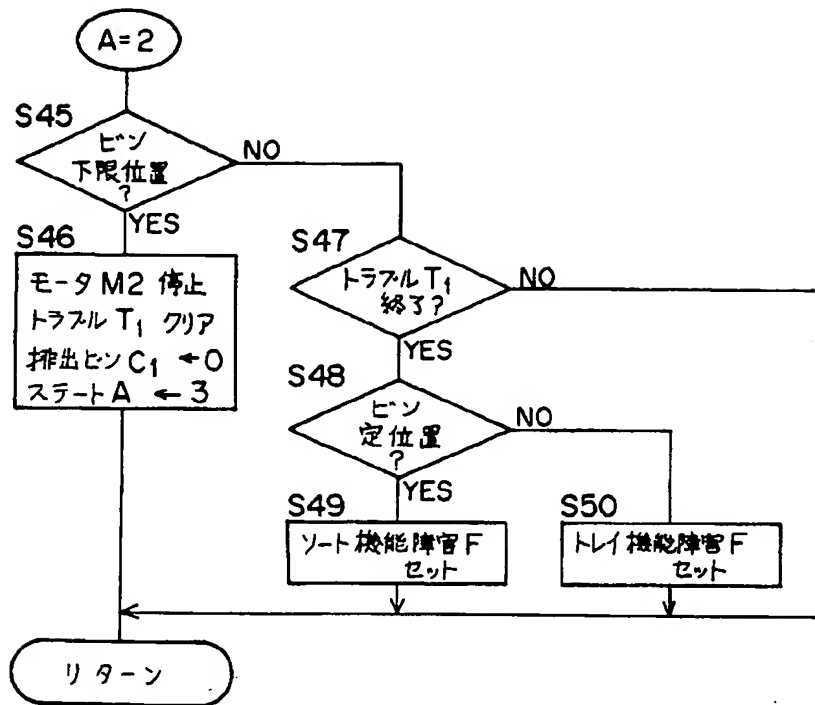 A=2
S45
ビン
下限位置
?
NO
YES
S46
モータ M2 停止
トラブル T1 クリア
排出ビン C1 ←0
ステート A ← 3
S47
トラブル T1
終了?
NO
YES
S48
ビン
定位置
?
NO
YES
S49
ソート機能障害 F
セット
S50
トレイ機能障害 F
セット
リターン